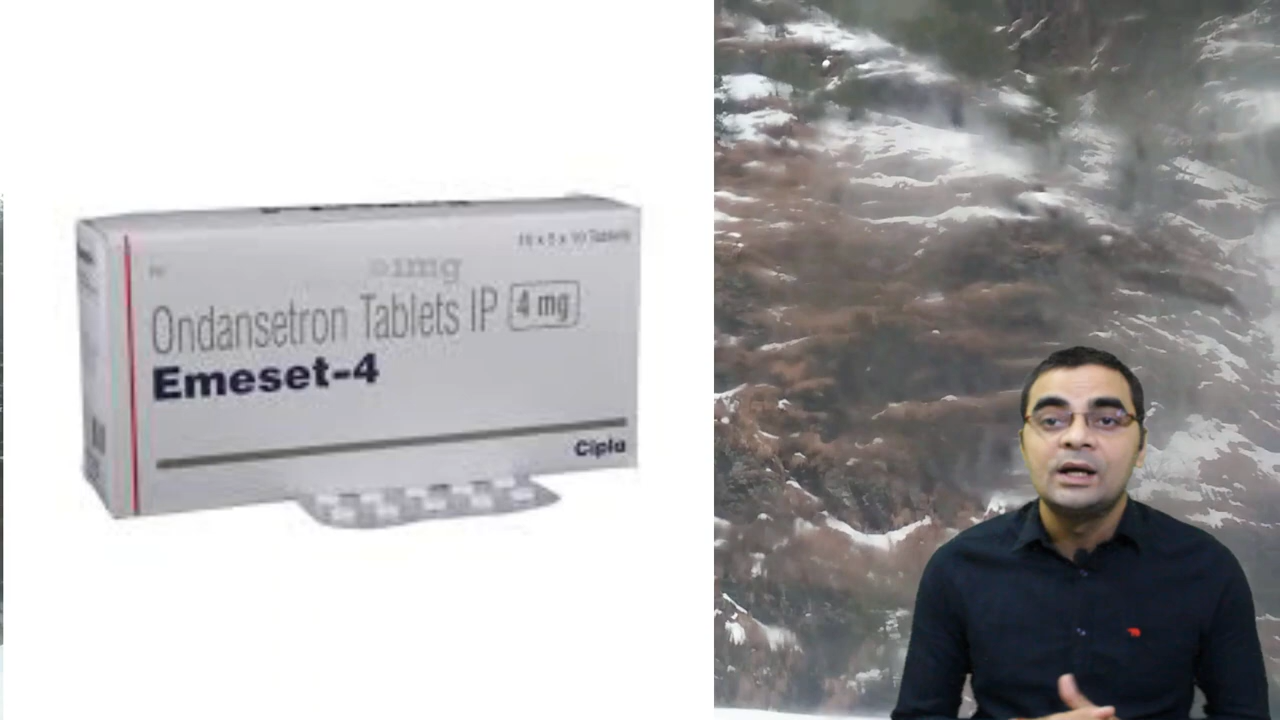 10 x 5 x 10 Tablets
1mg
Ondansetron Tablets IP 4 mg
Emeset-4
Cipla